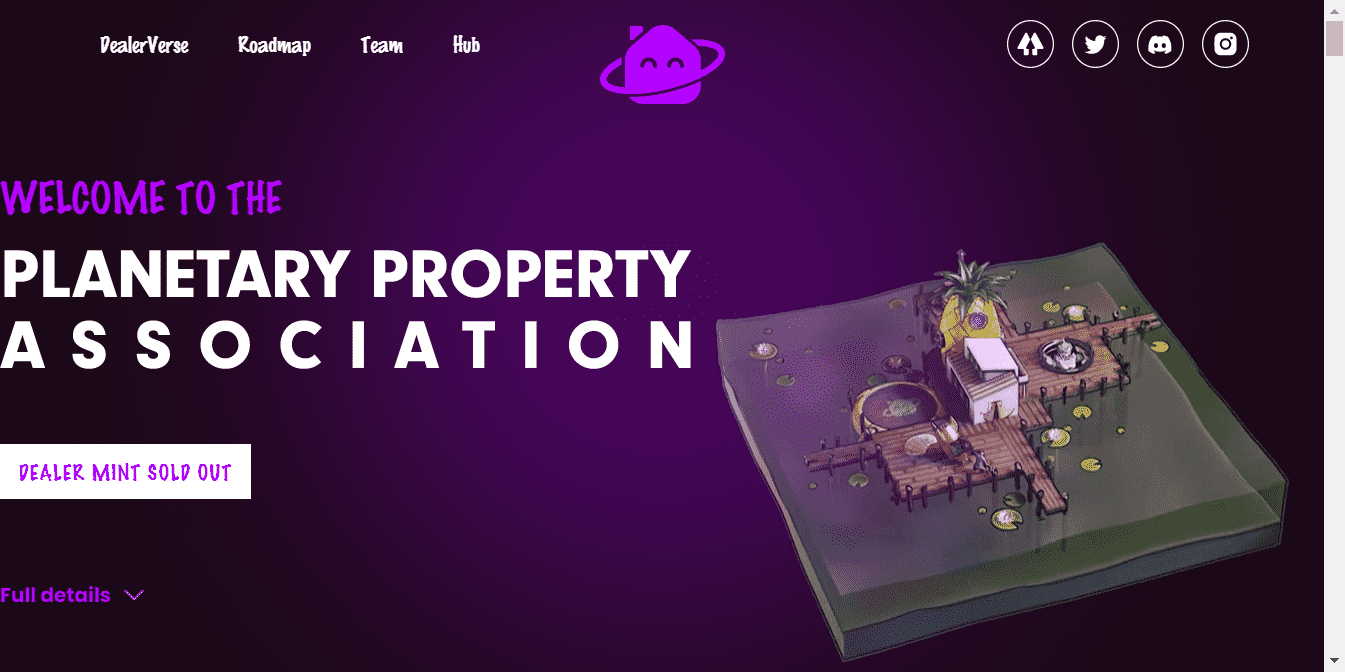 DealerVerse Roadmap Team Hub
WELCOME TO THE
PLANETARY PROPERTY
ASSOCIATION
DEALER MINT SOLD OUT
Full details